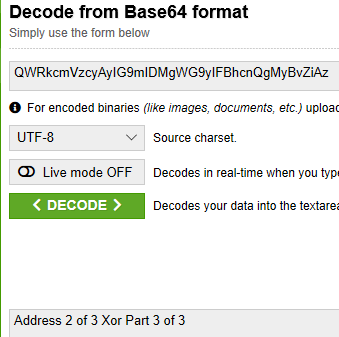 Decode from Base64 format
Simply use the form below
QWRkcmVzcyAyIG9mIDMgWG9yIFBhcnQgMyBvZiAz
For encoded binaries (like images, documents, etc.) upload
UTF-8 Source charset.
Live mode OFF Decodes in real-time when you type
< DECODE > Decodes your data into the textarea
Address 2 of 3 Xor Part 3 of 3